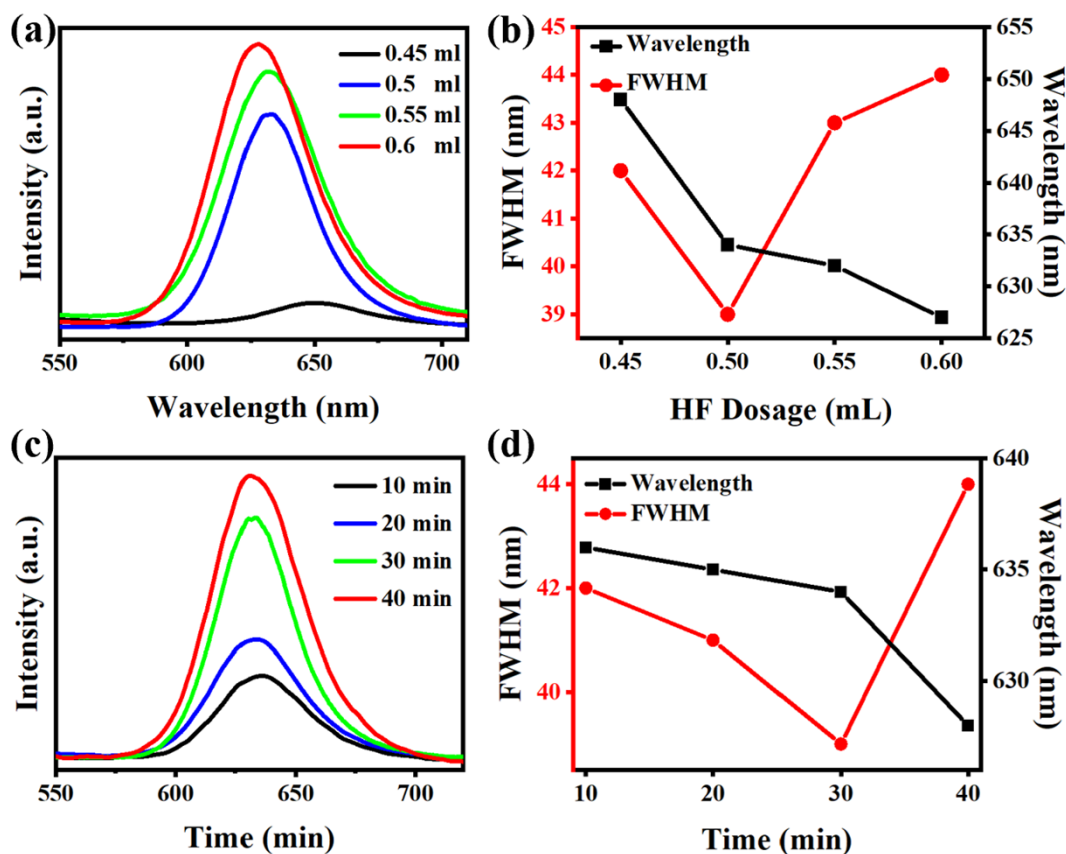 (a)
0.45 ml
0.5 ml
0.55 ml
0.6 ml
Intensity (a.u.)
550 600 650 700
Wavelength (nm)
(b)
Wavelength
FWHM
45
44
43
42
41
40
39
FWHM (nm)
655
650
645
640
635
630
625
Wavelength (nm)
0.45 0.50 0.55 0.60
HF Dosage (mL)
(c)
10 min
20 min
30 min
40 min
Intensity (a.u.)
550 600 650 700
Time (min)
(d)
Wavelength
FWHM
44
42
40
FWHM (nm)
640
635
630
Wavelength (nm)
10 20 30 40
Time (min)